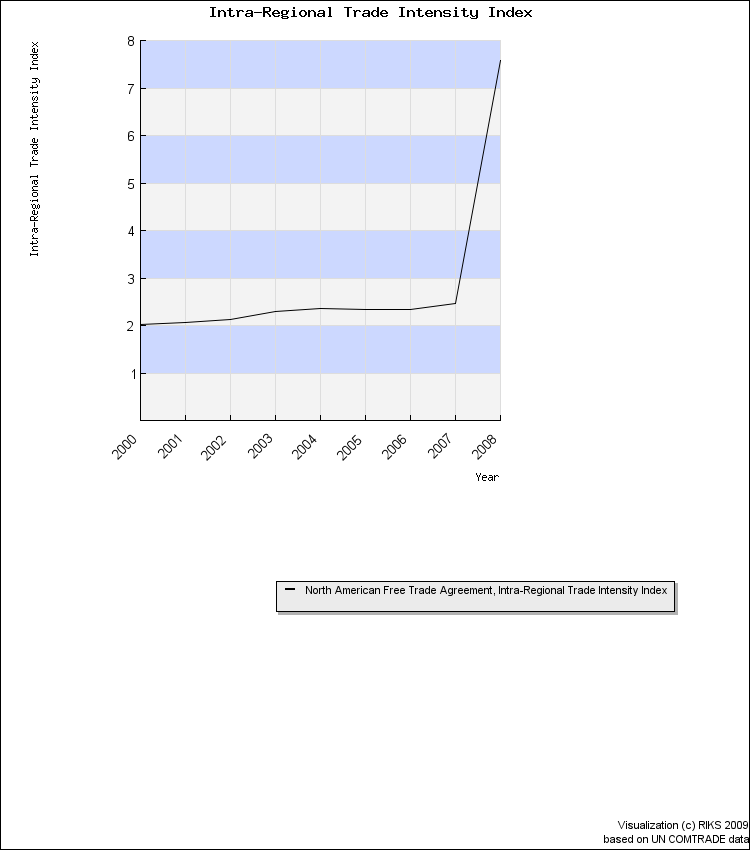 Intra-Regional Trade Intensity Index
Intra-Regional Trade Intensity Index
8
7
6
5
4
3
2
1
2000 2001 2002 2003 2004 2005 2006 2007 2008
Year
North American Free Trade Agreement, Intra-Regional Trade Intensity Index
Visualization (c) RIKS 2009
based on UN COMTRADE data